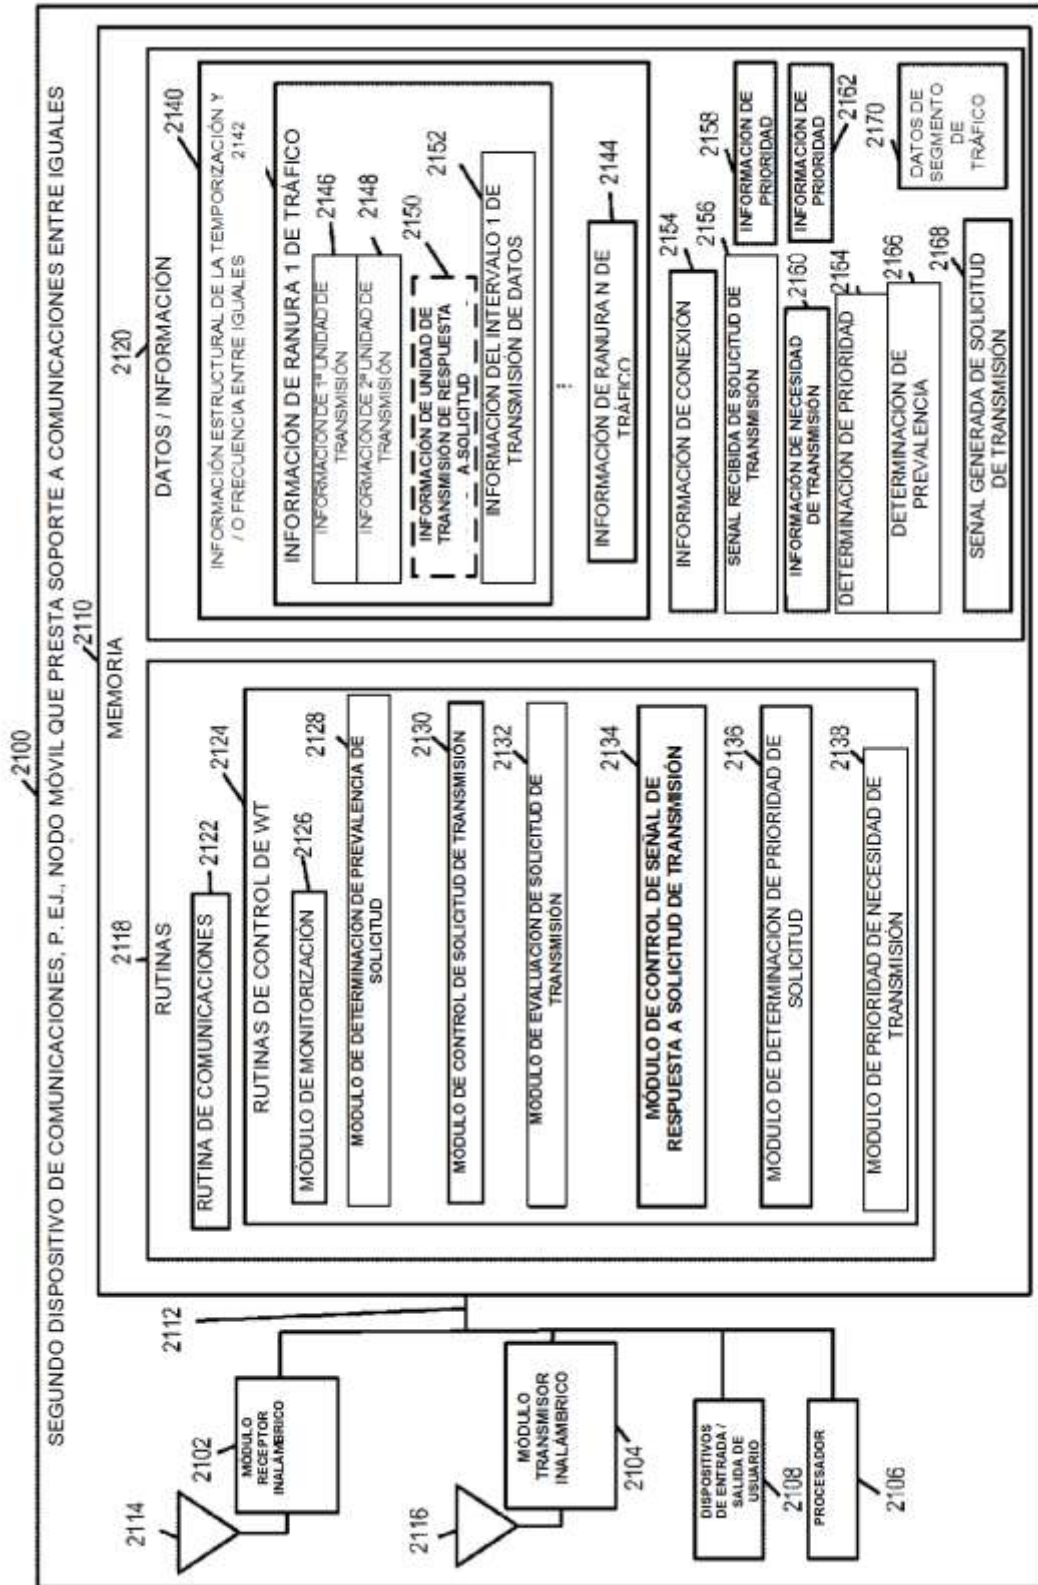 2100
SEGUNDO DISPOSITIVO DE COMUNICACIONES, P. EJ., NODO MÓVIL QUE PRESTA SOPORTE A COMUNICACIONES ENTRE IGUALES
2114
2102
MÓDULO
RECEPTOR
INALÁMBRICO
2112
2116
MÓDULO
TRANSMISOR
INALÁMBRICO
2104
DISPOSITIVOS
DE ENTRADA /
SALIDA DE
USUARIO
2108
PROCESADOR
2106
2110
MEMORIA
2118
RUTINAS
RUTINA DE COMUNICACIONES
2122
2124
RUTINAS DE CONTROL DE WT
MÓDULO DE MONITORIZACIÓN
2126
2128
MÓDULO DE DETERMINACIÓN DE PREVALENCIA DE
SOLICITUD
2130
MÓDULO DE CONTROL DE SOLICITUD DE TRANSMISIÓN
2132
MÓDULO DE EVALUACIÓN DE SOLICITUD DE
TRANSMISIÓN
2134
MÓDULO DE CONTROL DE SEÑAL DE
RESPUESTA A SOLICITUD DE TRANSMISIÓN
2136
MÓDULO DE DETERMINACIÓN DE PRIORIDAD DE
SOLICITUD
2138
MÓDULO DE PRIORIDAD DE NECESIDAD DE
TRANSMISIÓN
2120
DATOS / INFORMACIÓN
2140
INFORMACIÓN ESTRUCTURAL DE LA TEMPORIZACIÓN Y
/ O FRECUENCIA ENTRE IGUALES
2142
INFORMACIÓN DE RANURA 1 DE TRÁFICO
INFORMACIÓN DE 1ª UNIDAD DE
TRANSMISIÓN
2146
INFORMACIÓN DE 2ª UNIDAD DE
TRANSMISIÓN
2148
2150
INFORMACIÓN DE UNIDAD DE
TRANSMISIÓN DE RESPUESTA
A SOLICITUD
2152
INFORMACIÓN DEL INTERVALO 1 DE
TRANSMISIÓN DE DATOS
...
2144
INFORMACIÓN DE RANURA N DE
TRÁFICO
2154
INFORMACIÓN DE CONEXIÓN
2156
SEÑAL RECIBIDA DE SOLICITUD DE
TRANSMISIÓN
2158
INFORMACIÓN DE
PRIORIDAD
2160
INFORMACIÓN DE NECESIDAD
DE TRANSMISIÓN
INFORMACIÓN DE
PRIORIDAD
2162
2164
DETERMINACIÓN DE PRIORIDAD
2166
DETERMINACIÓN DE
PREVALENCIA
2168
SEÑAL GENERADA DE SOLICITUD
DE TRANSMISIÓN
2170
DATOS DE
SEGMENTO
DE
TRÁFICO